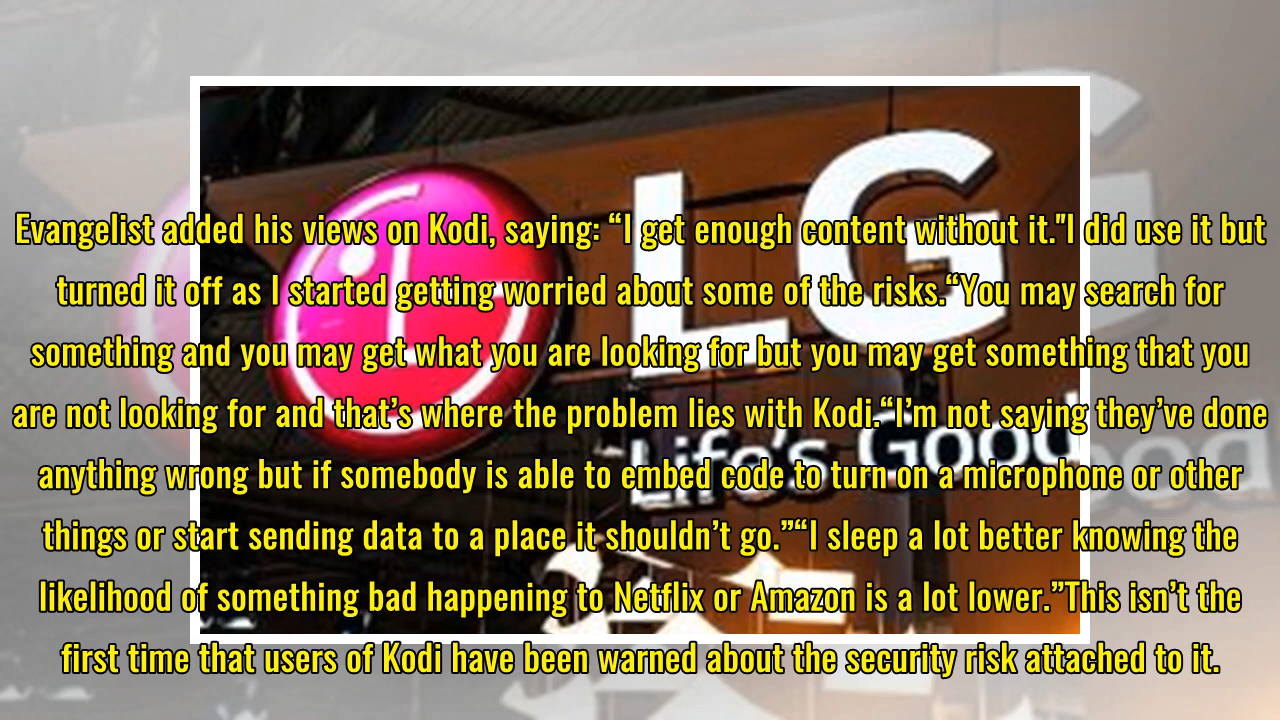 LG
Life's Good
Evangelist added his views on Kodi, saying: “I get enough content without it."I did use it but
turned it off as I started getting worried about some of the risks.“You may search for
something and you may get what you are looking for but you may get something that you
are not looking for and that’s where the problem lies with Kodi.“I’m not saying they’ve done
anything wrong but if somebody is able to embed code to turn on a microphone or other
things or start sending data to a place it shouldn’t go.”“I sleep a lot better knowing the
likelihood of something bad happening to Netflix or Amazon is a lot lower.”This isn’t the
first time that users of Kodi have been warned about the security risk attached to it.